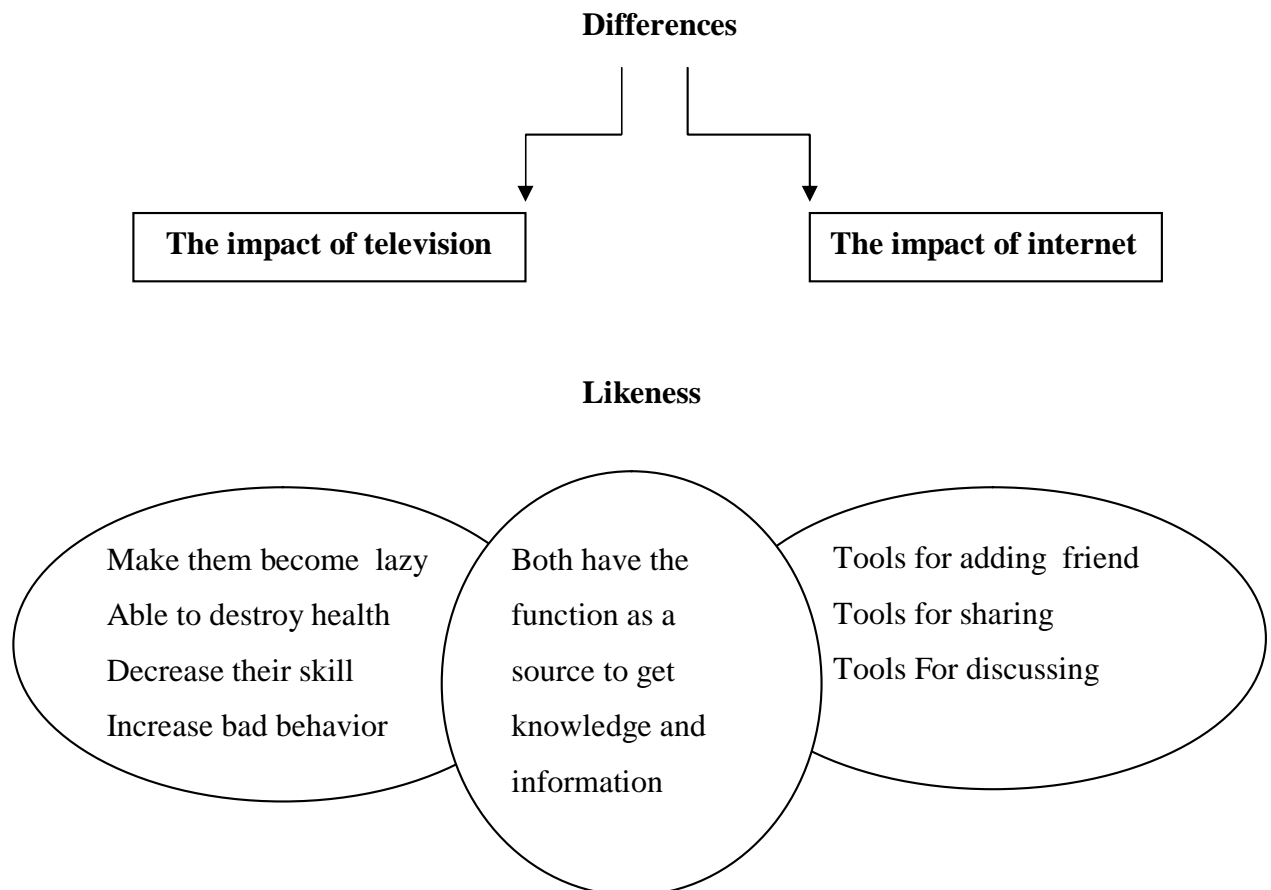 Differences
The impact of television
The impact of internet
Likeness
Make them become lazy
Able to destroy health
Decrease their skill
Increase bad behavior
Both have the
function as a
source to get
knowledge and
information
Tools for adding friend
Tools for sharing
Tools For discussing